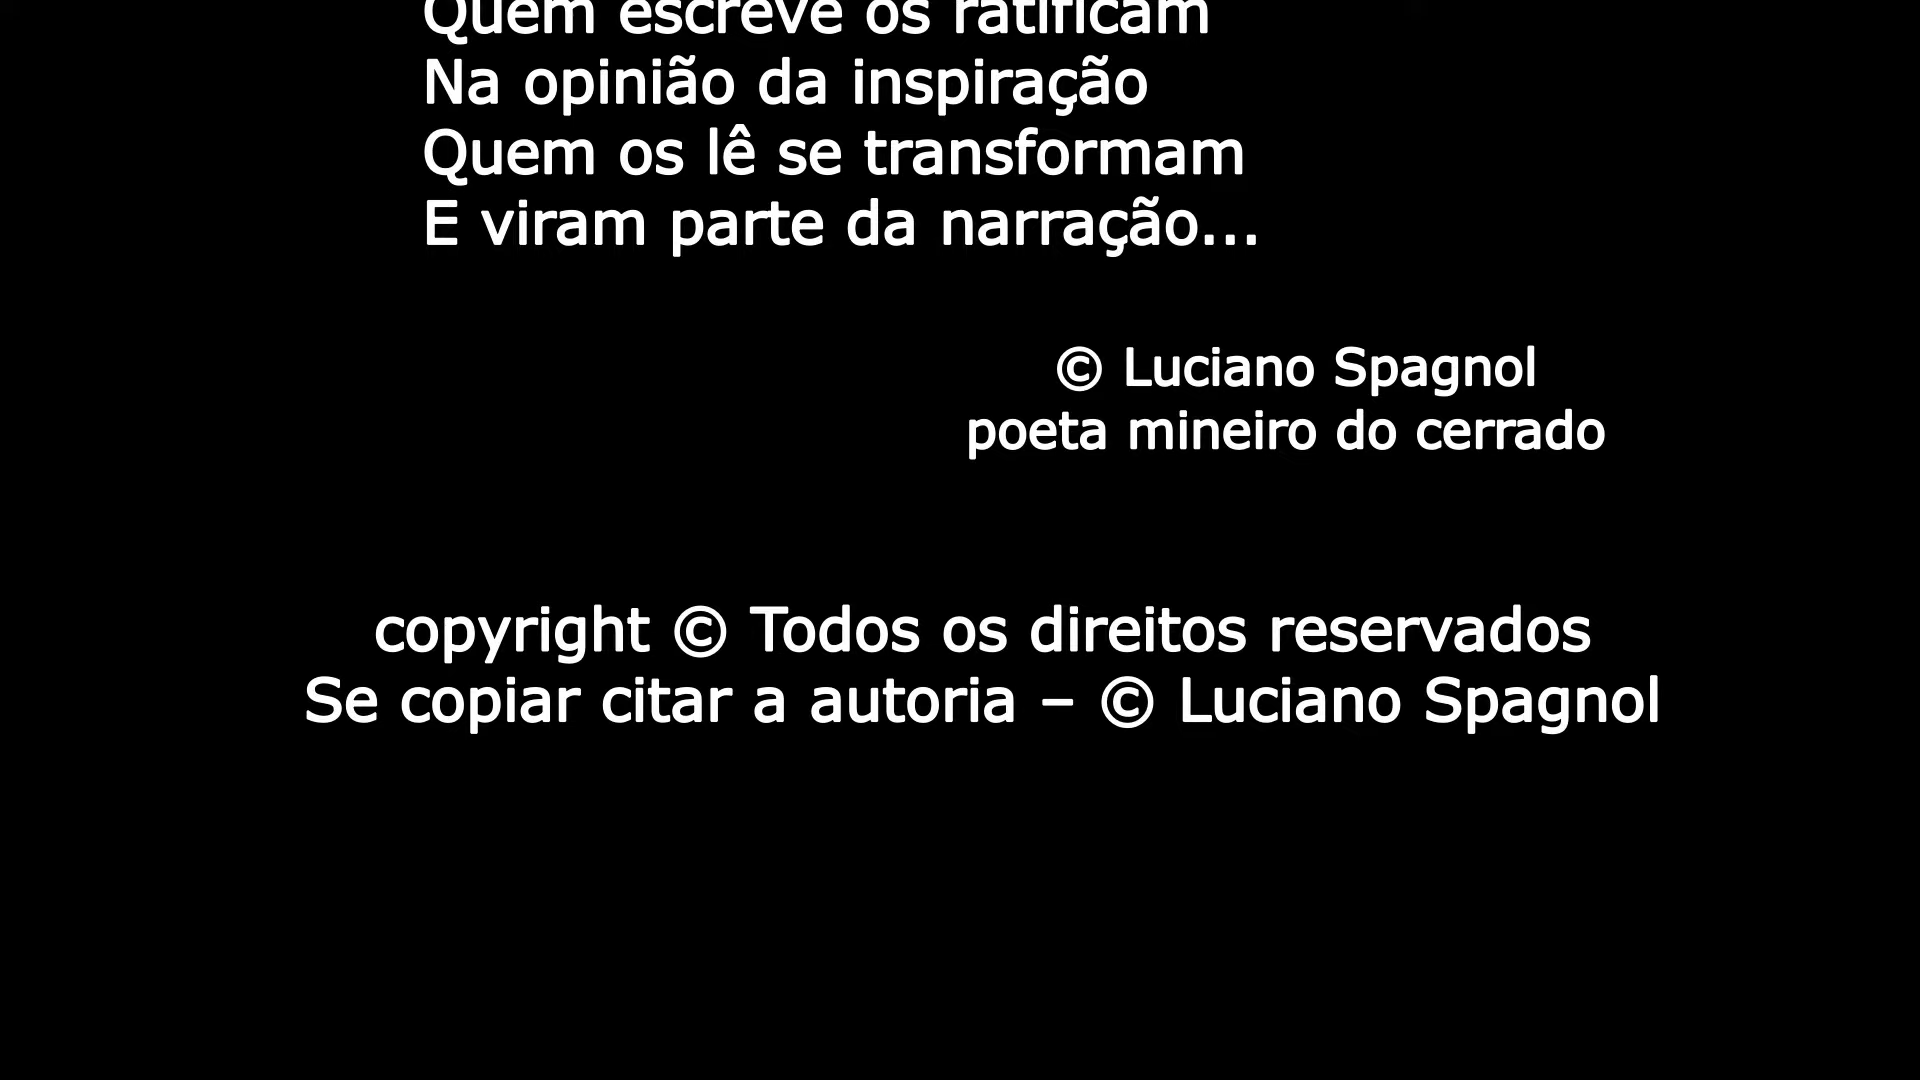 Quem escreve os ratificam
Na opinião da inspiração
Quem os lê se transformam
E viram parte da narração...
© Luciano Spagnol
poeta mineiro do cerrado
copyright © Todos os direitos reservados
Se copiar citar a autoria – © Luciano Spagnol